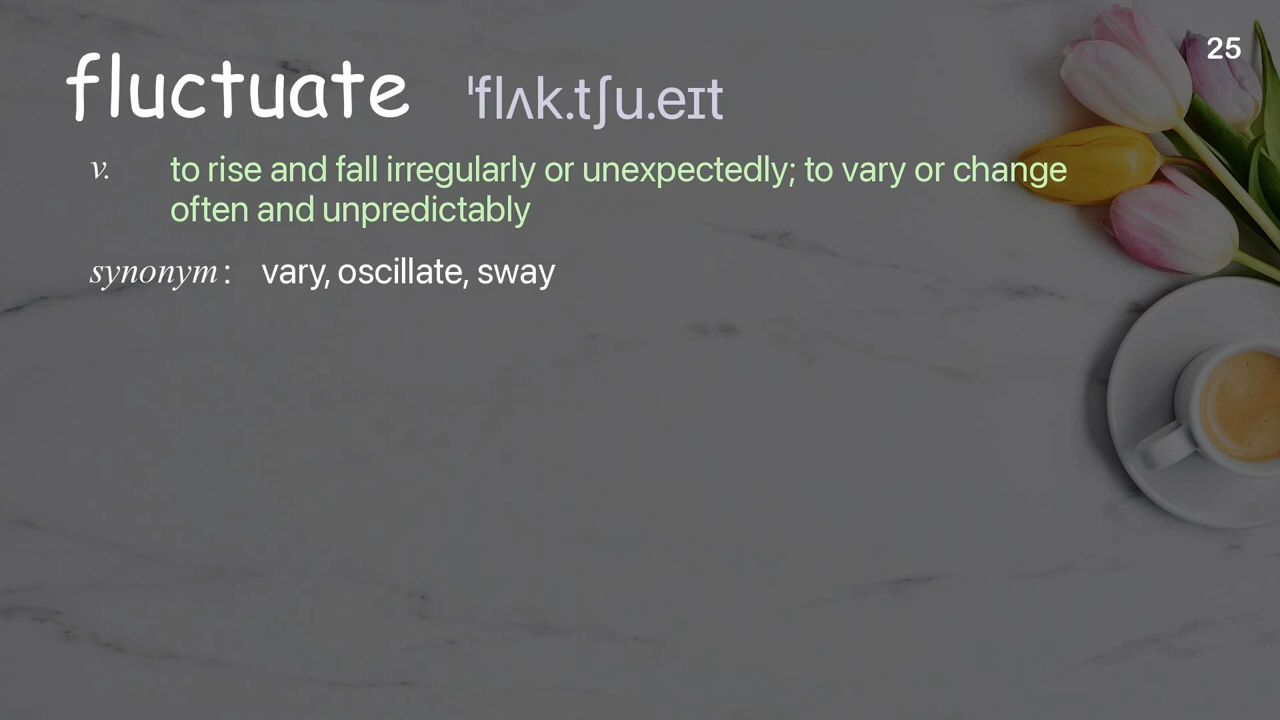 25
fluctuate ˈflʌk.tʃu.eɪt
v. to rise and fall irregularly or unexpectedly; to vary or change
often and unpredictably
synonym: vary, oscillate, sway